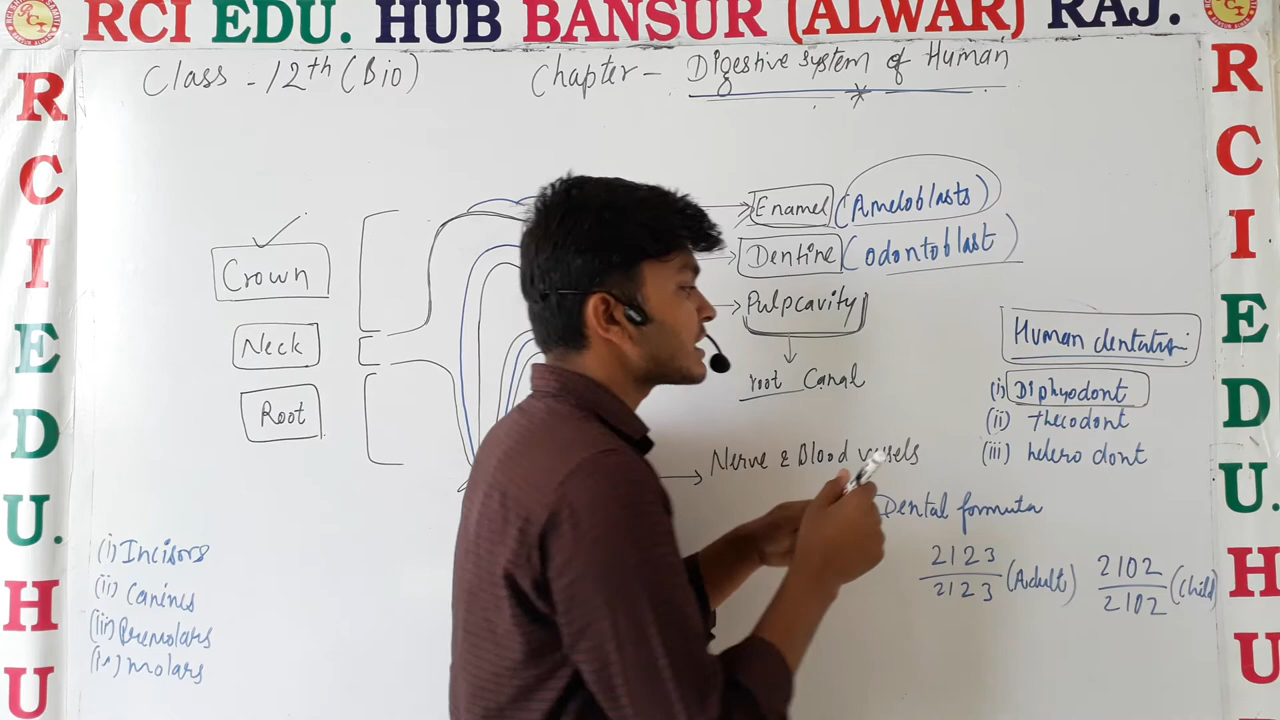 RCI EDU. HUB BANSUR (ALWAR) RAJ.
Class - 12th (Bio)
Chapter - Digestive system of Human
Crown
Neck
Root
Enamel (Ameloblasts)
Dentine (odontoblast)
Pulpcavity
root Canal
Nerve & Blood vessels
Human dentation
(i) Diphyodont
(ii) thecodont
(iii) hetero dont
Dental formula
2123
2123
(Adult)
2102
2102
(Child)
(i) Incisors
(ii) Canines
(iii) Premolars
(iv) molars
R
C
I
E
D
U.
H
U
R
C
I
E
D
U.
H
U